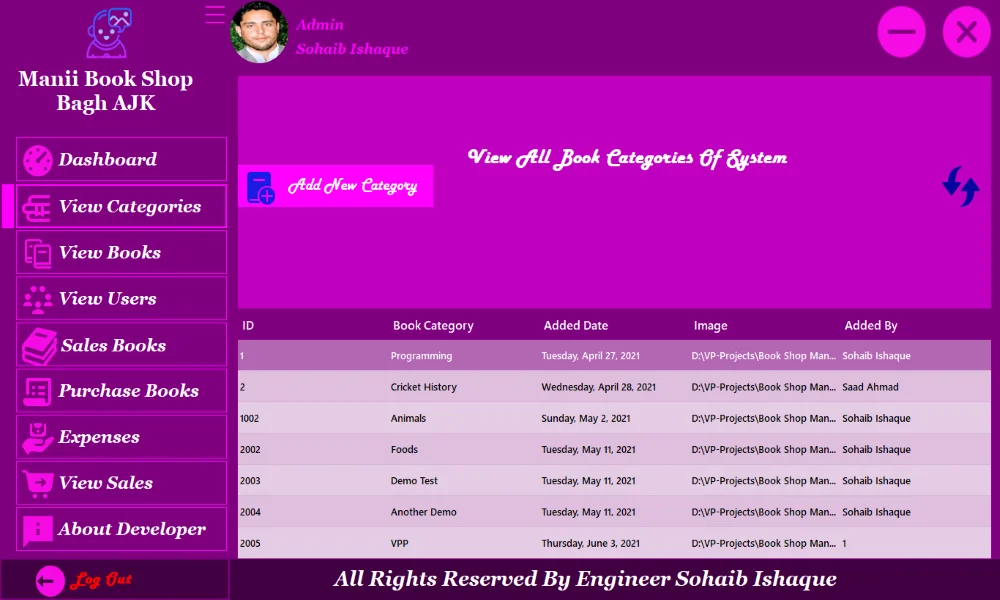 Manii Book Shop
Bagh AJK
Dashboard
View Categories
View Books
View Users
Sales Books
Purchase Books
Expenses
View Sales
About Developer
Log Out
Admin
Sohaib Ishaque
View All Book Categories Of System
Add New Category
ID Book Category Added Date Image Added By
1 Programming Tuesday, April 27, 2021 D:\VP-Projects\Book Shop Man... Sohaib Ishaque
2 Cricket History Wednesday, April 28, 2021 D:\VP-Projects\Book Shop Man... Saad Ahmad
1002 Animals Sunday, May 2, 2021 D:\VP-Projects\Book Shop Man... Sohaib Ishaque
2002 Foods Tuesday, May 11, 2021 D:\VP-Projects\Book Shop Man... Sohaib Ishaque
2003 Demo Test Tuesday, May 11, 2021 D:\VP-Projects\Book Shop Man... Sohaib Ishaque
2004 Another Demo Tuesday, May 11, 2021 D:\VP-Projects\Book Shop Man... Sohaib Ishaque
2005 VPP Thursday, June 3, 2021 D:\VP-Projects\Book Shop Man... 1
All Rights Reserved By Engineer Sohaib Ishaque